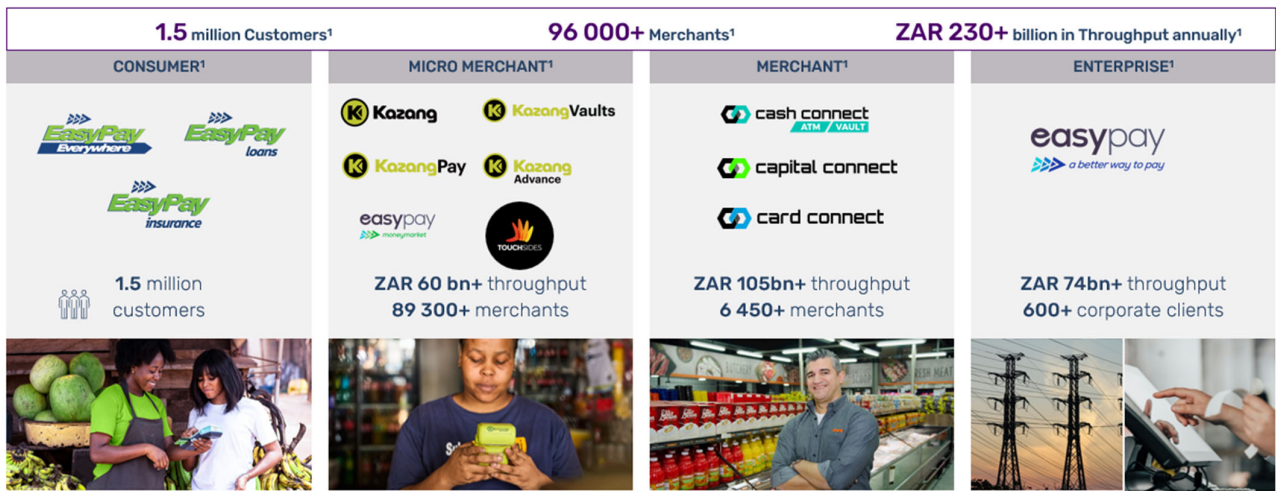 1.5 million Customers¹
96 000+ Merchants¹
ZAR 230+ billion in Throughput annually¹
CONSUMER¹
EasyPay
Everywhere
EasyPay
loans
EasyPay
insurance
1.5 million
customers
MICRO MERCHANT¹
Kazang
KazangVaults
KazangPay
Kazang
Advance
easypay
moneymarket
TOUCHSIDES
ZAR 60 bn+ throughput
89 300+ merchants
MERCHANT¹
cash connect
ATM / VAULT
capital connect
card connect
ZAR 105bn+ throughput
6 450+ merchants
ENTERPRISE¹
easypay
a better way to pay
ZAR 74bn+ throughput
600+ corporate clients
FRESH MEAT